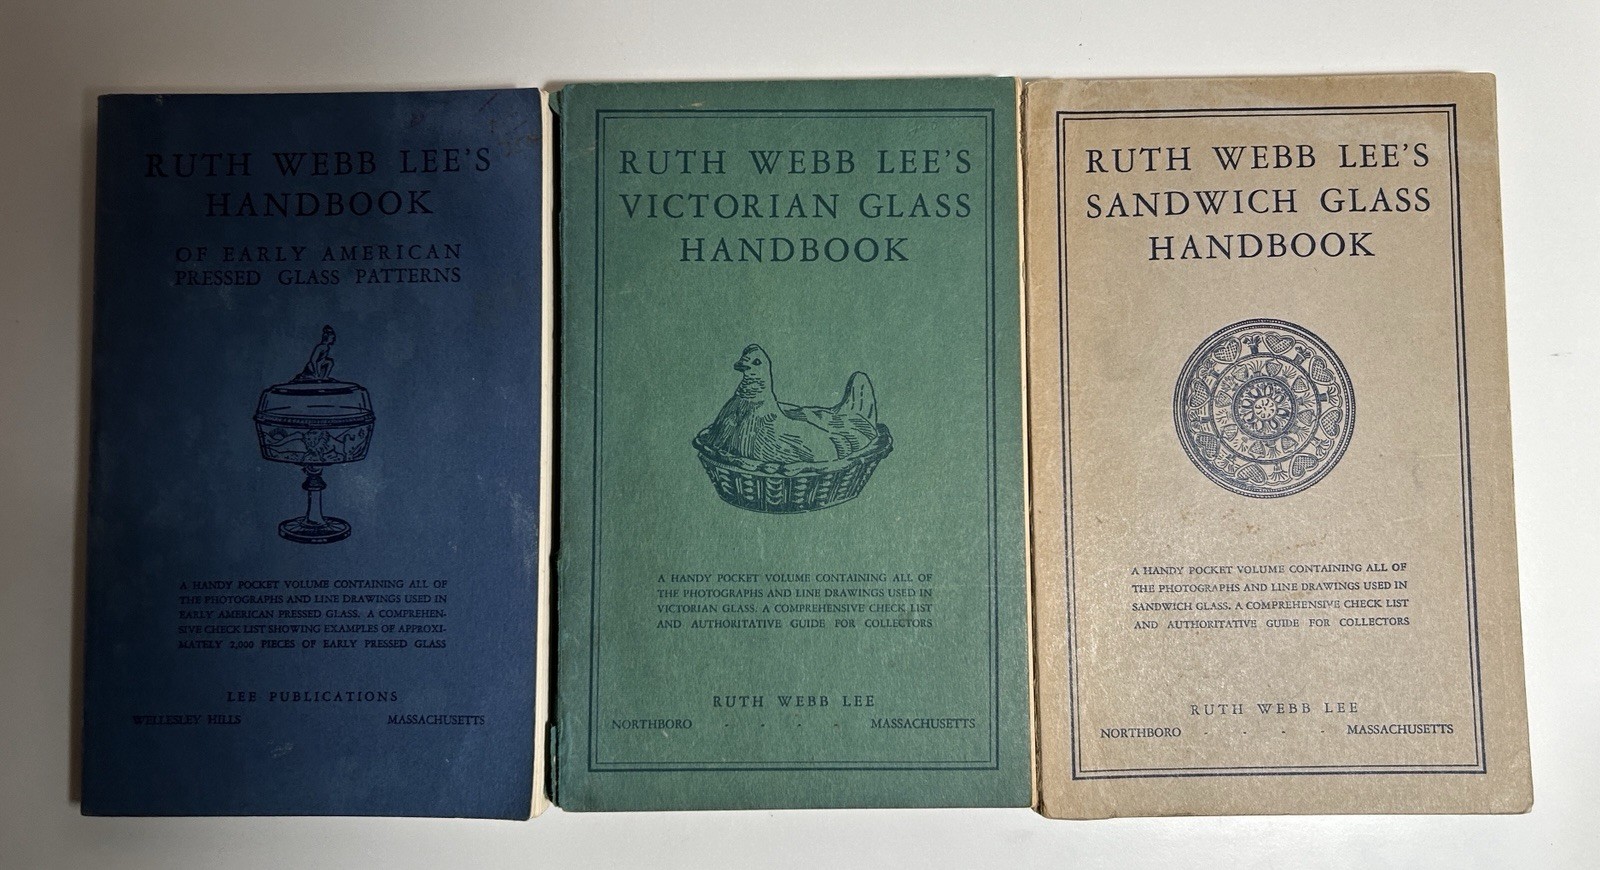 RUTH WEBB LEE'S
HANDBOOK
OF EARLY AMERICAN
PRESSED GLASS PATTERNS
A HANDY POCKET VOLUME CONTAINING ALL OF
THE PHOTOGRAPHS AND LINE DRAWINGS USED IN
EARLY AMERICAN PRESSED GLASS. A COMPREHEN-
SIVE CHECK LIST SHOWING EXAMPLES OF APPROXI-
MATELY 2,000 PIECES OF EARLY PRESSED GLASS
LEE PUBLICATIONS
WELLESLEY HILLS MASSACHUSETTS
RUTH WEBB LEE'S
VICTORIAN GLASS
HANDBOOK
A HANDY POCKET VOLUME CONTAINING ALL OF
THE PHOTOGRAPHS AND LINE DRAWINGS USED IN
VICTORIAN GLASS. A COMPREHENSIVE CHECK LIST
AND AUTHORITATIVE GUIDE FOR COLLECTORS
RUTH WEBB LEE
NORTHBORO - - - - MASSACHUSETTS
RUTH WEBB LEE'S
SANDWICH GLASS
HANDBOOK
A HANDY POCKET VOLUME CONTAINING ALL OF
THE PHOTOGRAPHS AND LINE DRAWINGS USED IN
SANDWICH GLASS. A COMPREHENSIVE CHECK LIST
AND AUTHORITATIVE GUIDE FOR COLLECTORS
RUTH WEBB LEE
NORTHBORO - - - - MASSACHUSETTS